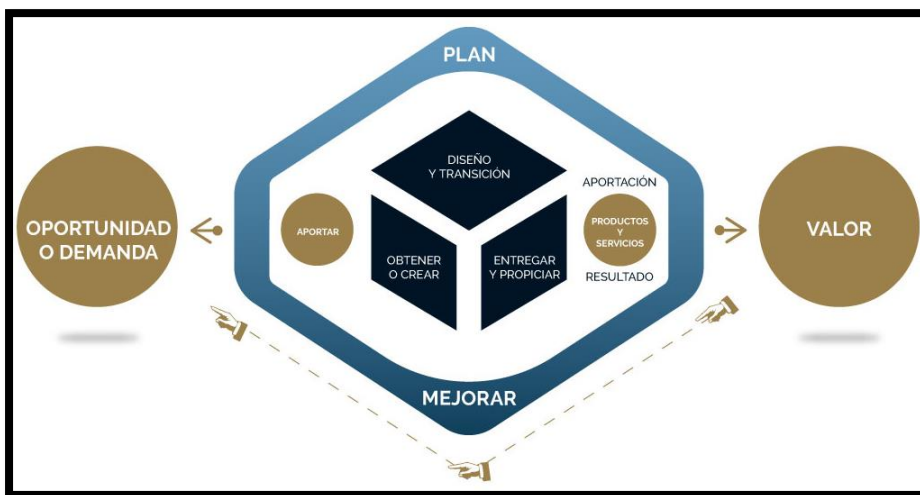 PLAN
DISEÑO
Y TRANSICIÓN
OPORTUNIDAD
O DEMANDA
APORTAR
OBTENER
O CREAR
ENTREGAR
Y PROPICIAR
APORTACIÓN
PRODUCTOS
Y
SERVICIOS
RESULTADO
VALOR
MEJORAR